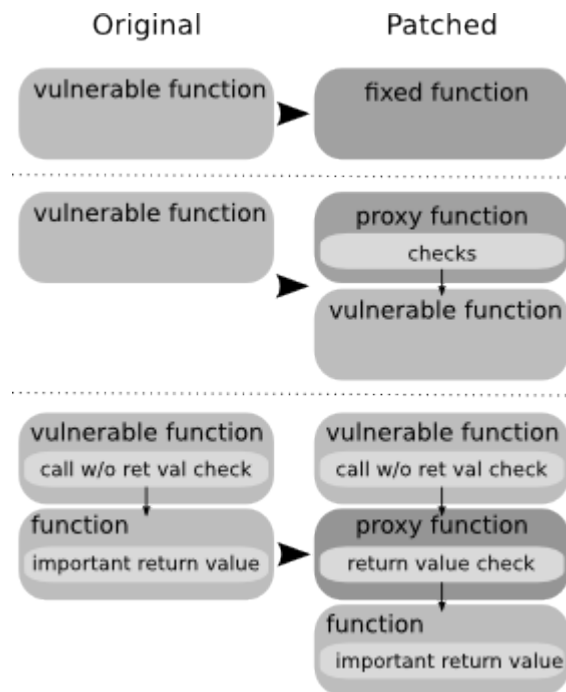 Original
Patched
vulnerable function
fixed function
vulnerable function
proxy function
checks
vulnerable function
vulnerable function
call w/o ret val check
function
important return value
vulnerable function
call w/o ret val check
proxy function
return value check
function
important return value